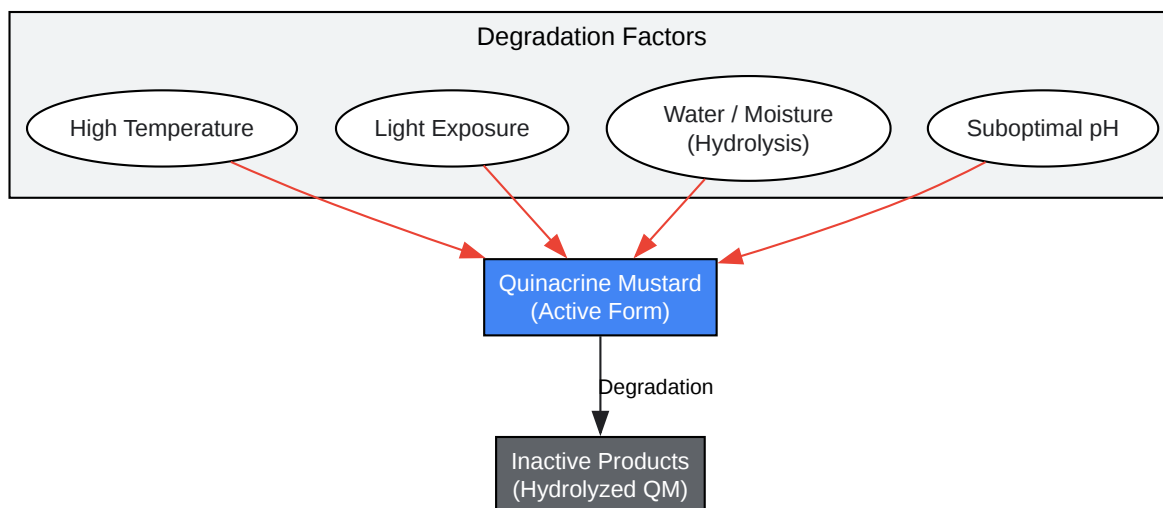 Degradation Factors
High Temperature
Light Exposure
Water / Moisture
(Hydrolysis)
Suboptimal pH
Quinacrine Mustard
(Active Form)
Degradation
Inactive Products
(Hydrolyzed QM)